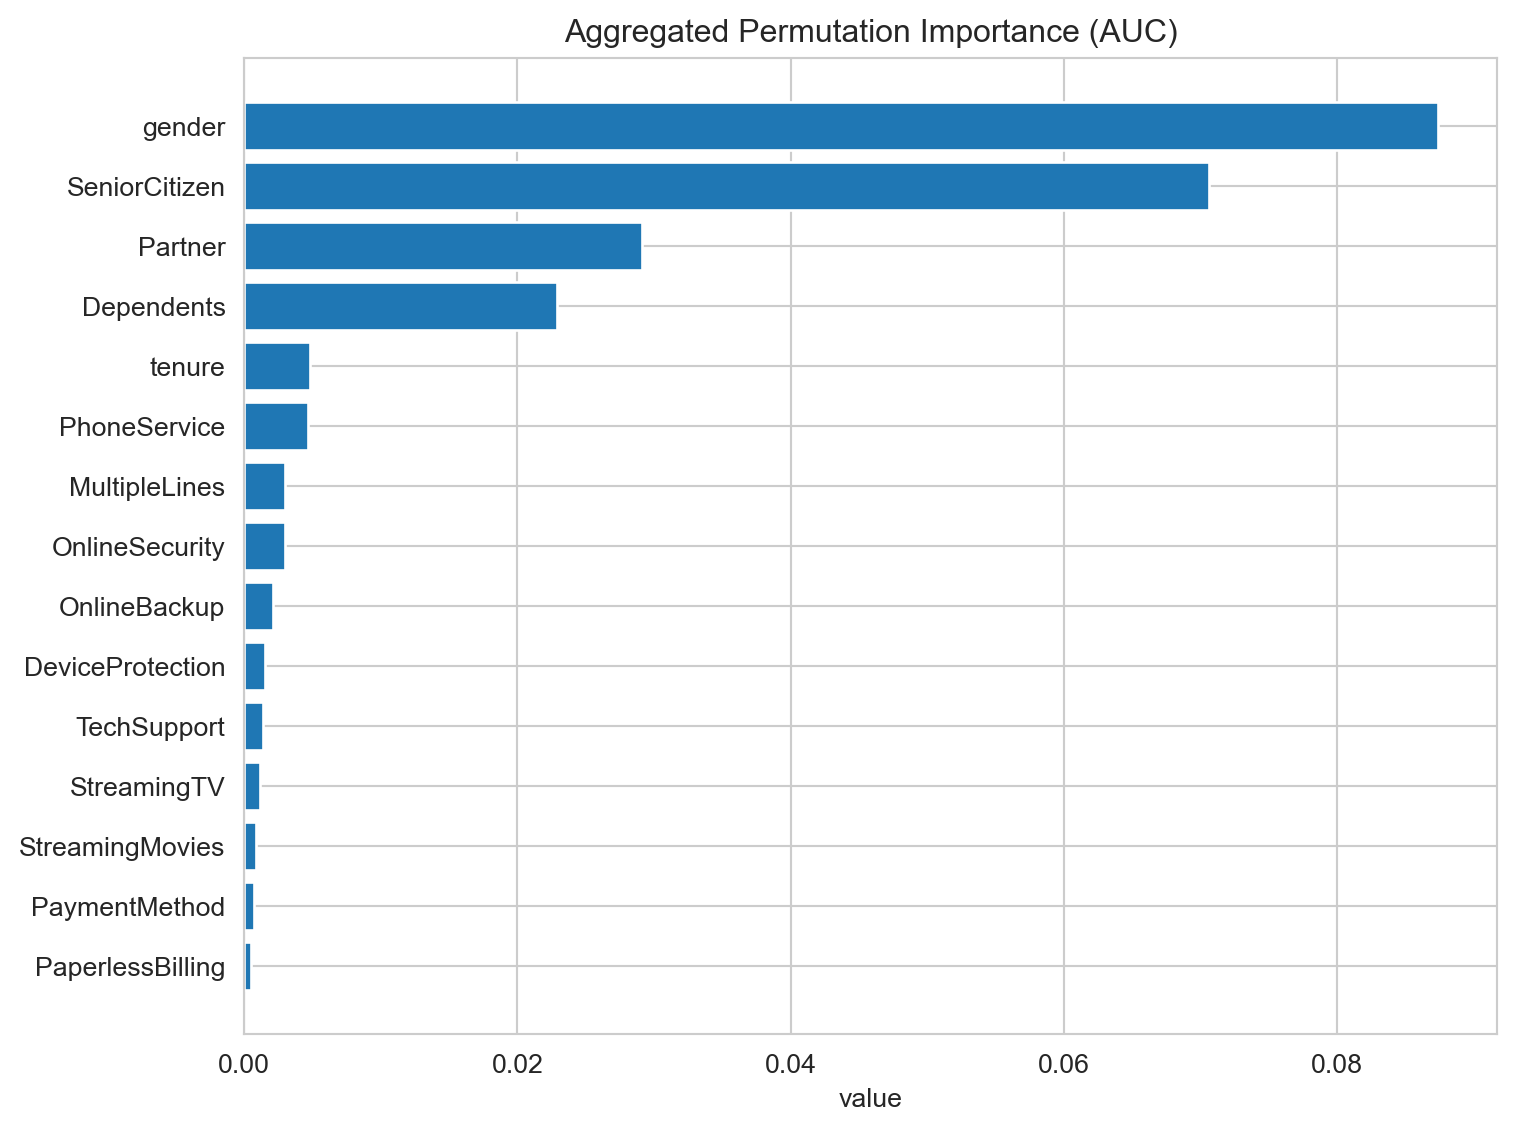 Aggregated Permutation Importance (AUC)
gender
SeniorCitizen
Partner
Dependents
tenure
PhoneService
MultipleLines
OnlineSecurity
OnlineBackup
DeviceProtection
TechSupport
StreamingTV
StreamingMovies
PaymentMethod
PaperlessBilling
0.00 0.02 0.04 0.06 0.08
value